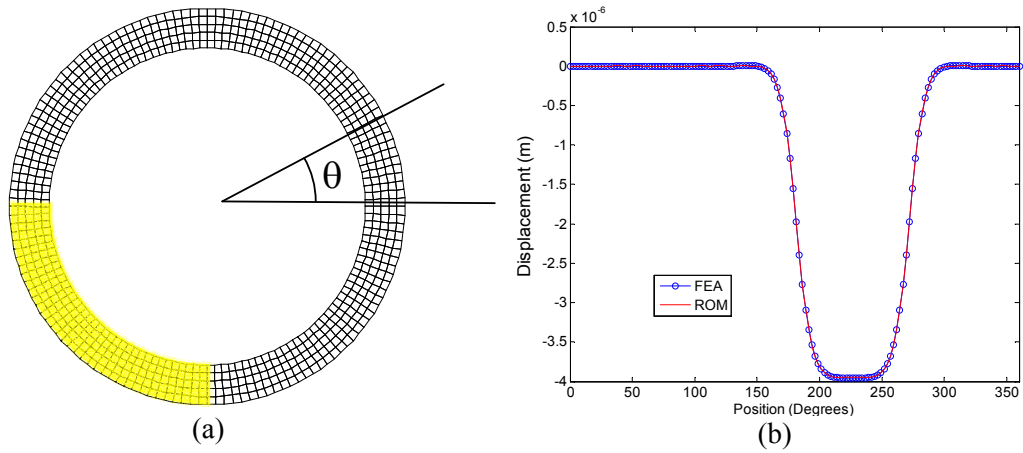 θ
(a)
x 10⁻⁶
0.5
0
-0.5
-1
-1.5
-2
-2.5
-3
-3.5
-4
Displacement (m)
FEA
ROM
0
50
100
150
200
250
300
350
Position (Degrees)
(b)